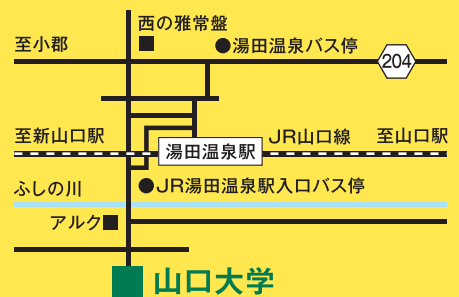 西の雅常盤
至小郡
●湯田温泉バス停
204
至新山口駅
湯田温泉駅
JR山口線
至山口駅
ふしの川
●JR湯田温泉駅入口バス停
アルク■
山口大学